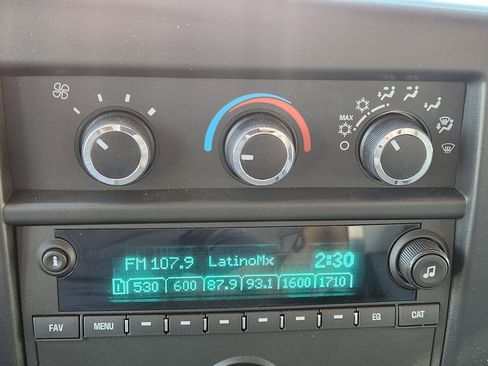 MAX
FM 107.9 LatinoMx 2:30
1 530 600 87.9 93.1 1600 1710
FAV MENU EQ CAT